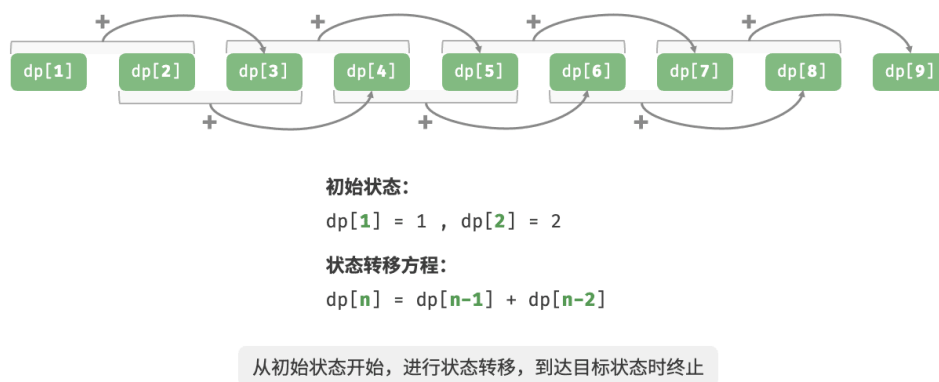 + + + +
dp[1] dp[2] dp[3] dp[4] dp[5] dp[6] dp[7] dp[8] dp[9]
+ + +
初始状态：
dp[1] = 1 , dp[2] = 2
状态转移方程：
dp[n] = dp[n-1] + dp[n-2]
从初始状态开始，进行状态转移，到达目标状态时终止